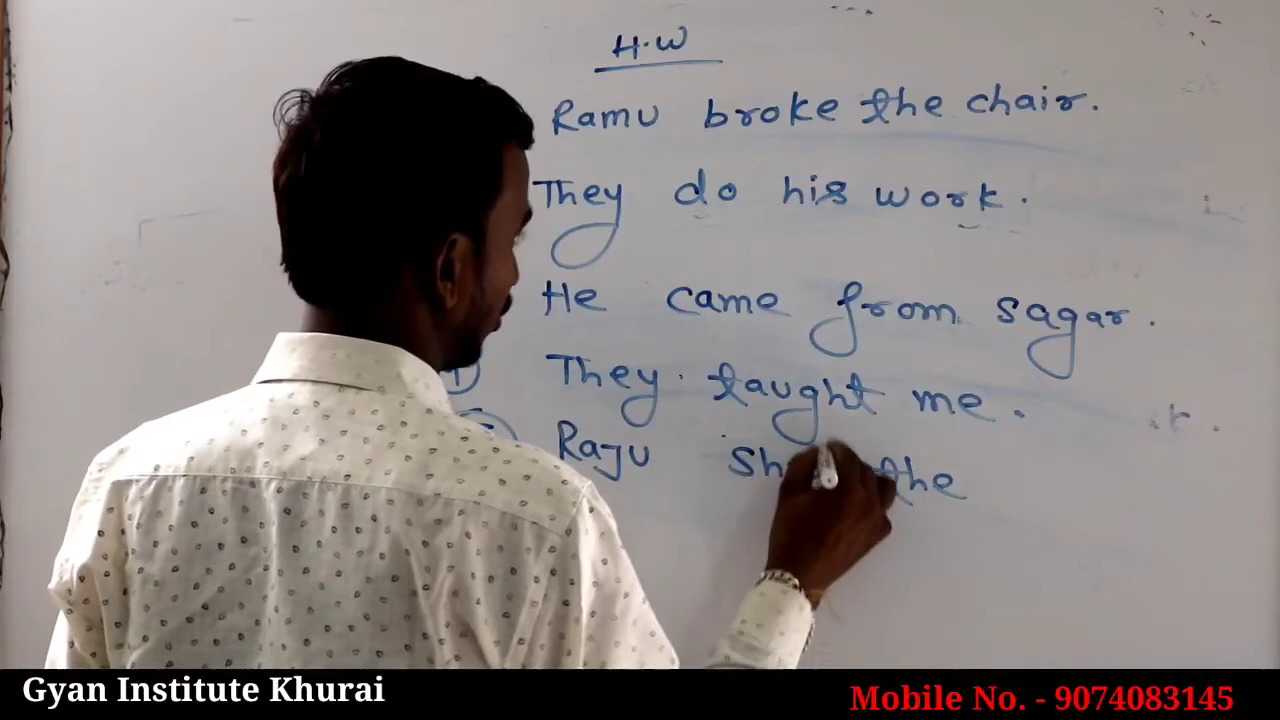 H.W
Ramu broke the chair.
They do his work.
He came from sagar.
They taught me.
Raju the
Gyan Institute Khurai
Mobile No. - 9074083145